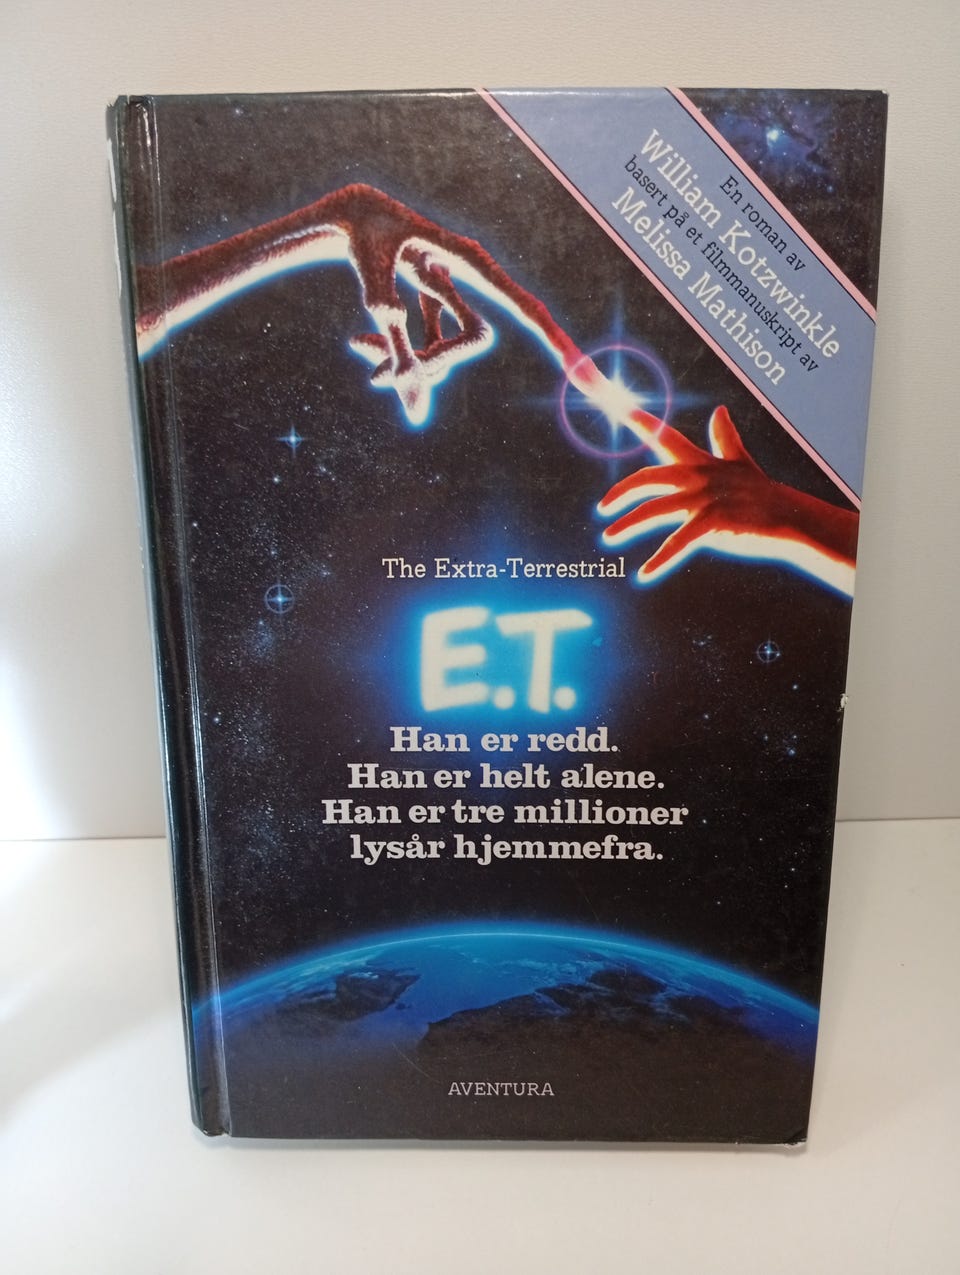 En roman av
William Kotzwinkle
basert på et filmmanuskript av
Melissa Mathison
The Extra-Terrestrial
E.T.
Han er redd.
Han er helt alene.
Han er tre millioner
lysår hjemmefra.
AVENTURA